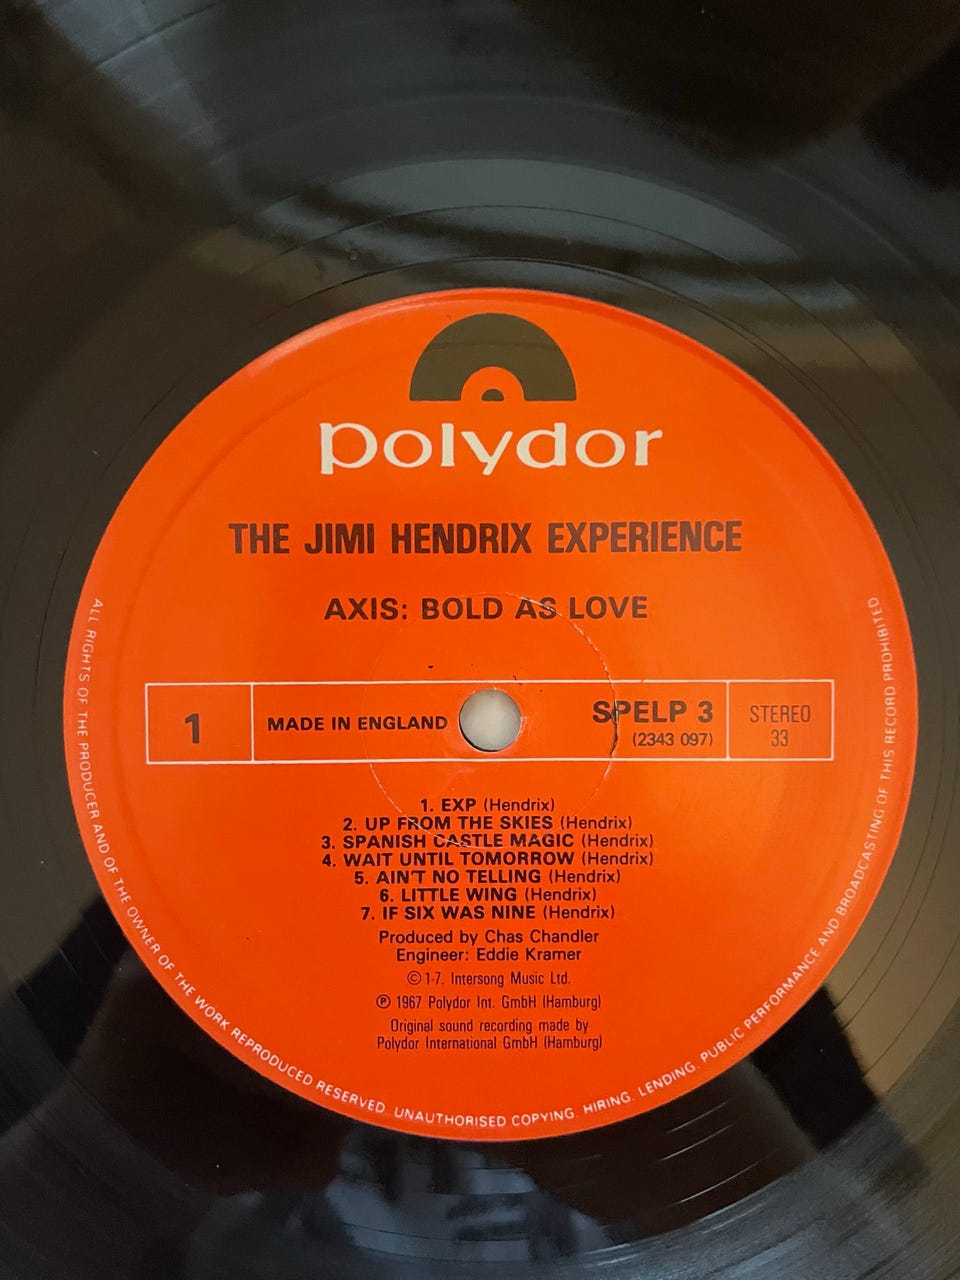 polydor
THE JIMI HENDRIX EXPERIENCE
AXIS: BOLD AS LOVE
1
MADE IN ENGLAND
SPELP 3
(2343 097)
STEREO
33
1. EXP (Hendrix)
2. UP FROM THE SKIES (Hendrix)
3. SPANISH CASTLE MAGIC (Hendrix)
4. WAIT UNTIL TOMORROW (Hendrix)
5. AIN'T NO TELLING (Hendrix)
6. LITTLE WING (Hendrix)
7. IF SIX WAS NINE (Hendrix)
Produced by Chas Chandler
Engineer: Eddie Kramer
© 1-7. Intersong Music Ltd.
℗ 1967 Polydor Int. GmbH (Hamburg)
Original sound recording made by
Polydor International GmbH (Hamburg)
ALL RIGHTS OF THE PRODUCER AND OF THE OWNER OF THE WORK REPRODUCED RESERVED. UNAUTHORISED COPYING. HIRING. LENDING. PUBLIC PERFORMANCE AND BROADCASTING OF THIS RECORD PROHIBITED